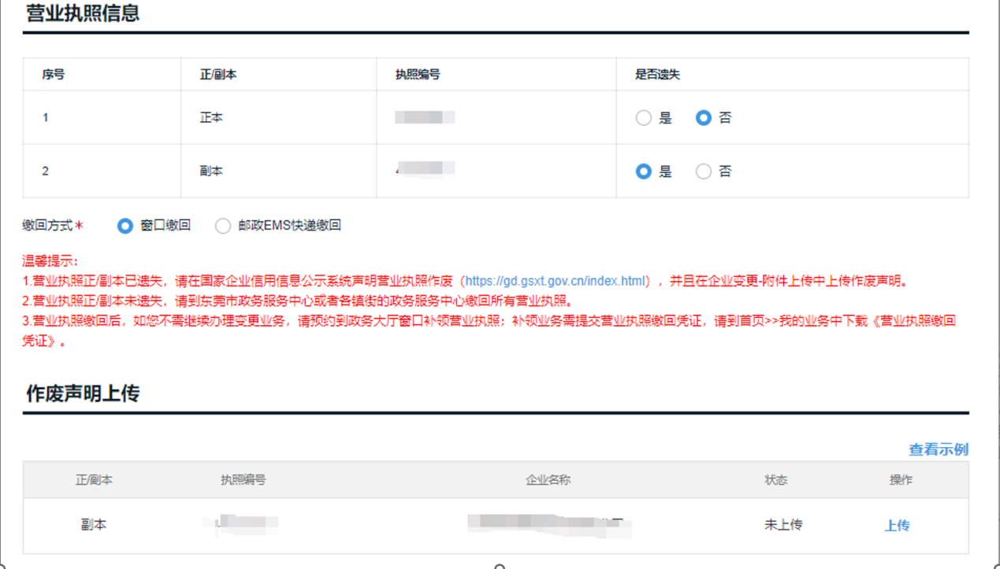 营业执照信息
序号 正/副本 执照编号 是否遗失
1 正本 是 否
2 副本 是 否
缴回方式* 窗口缴回 邮政EMS快递缴回
温馨提示:
1.营业执照正/副本已遗失，请在国家企业信用信息公示系统声明营业执照作废（https://gd.gsxt.gov.cn/index.html），并且在企业变更-附件上传中上传作废声明。
2.营业执照正/副本未遗失，请到东莞市政务服务中心或者各镇街的政务服务中心缴回所有营业执照。
3.营业执照缴回后，如您不需继续办理变更业务，请预约到政务大厅窗口补领营业执照；补领业务需提交营业执照缴回凭证，请到首页>>我的业务中下载《营业执照缴回
凭证》。
作废声明上传
查看示例
正/副本 执照编号 企业名称 状态 操作
副本 未上传 上传